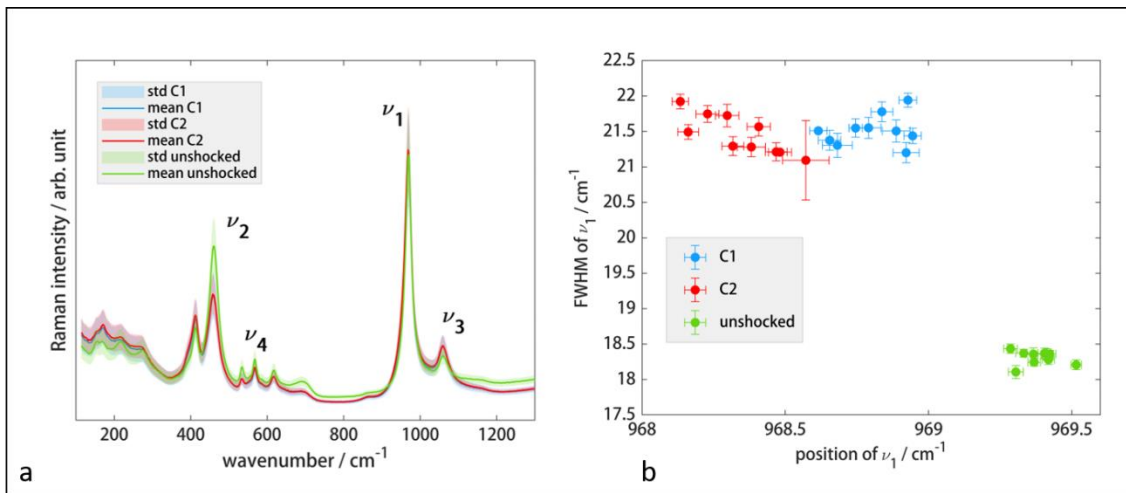 std C1
mean C1
std C2
mean C2
std unshocked
mean unshocked
ν1
ν2
ν3
ν4
Raman intensity / arb. unit
200 400 600 800 1000 1200
wavenumber / cm-1
a
22.5
22
21.5
21
20.5
20
19.5
19
18.5
18
17.5
FWHM of ν1 / cm-1
C1
C2
unshocked
968 968.5 969 969.5
position of ν1 / cm-1
b